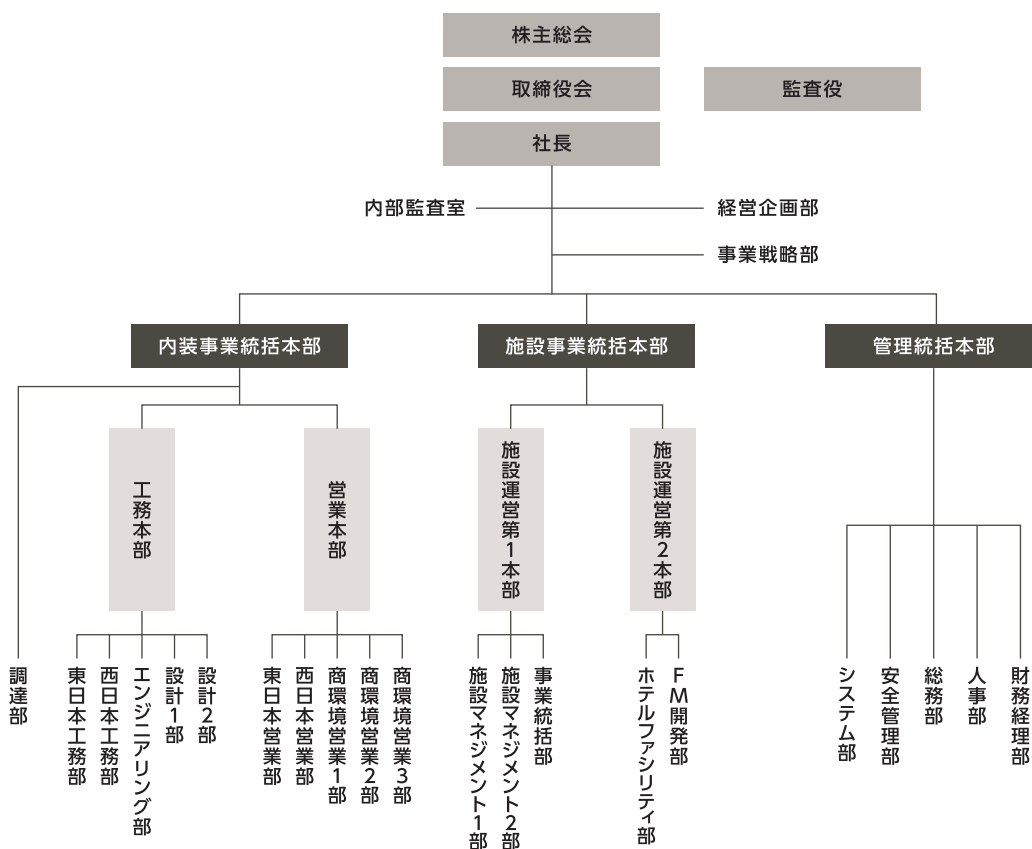 株主総会
取締役会
監査役
社長
内部監査室
経営企画部
事業戦略部
内装事業統括本部
施設事業統括本部
管理統括本部
工務本部
営業本部
施設運営第1本部
施設運営第2本部
調達部
東日本工務部
西日本工務部
エンジニアリング部
設計1部
設計2部
東日本営業部
西日本営業部
商環境営業1部
商環境営業2部
商環境営業3部
施設マネジメント1部
施設マネジメント2部
事業統括部
ホテルファシリティ部
FM開発部
システム部
安全管理部
総務部
人事部
財務経理部